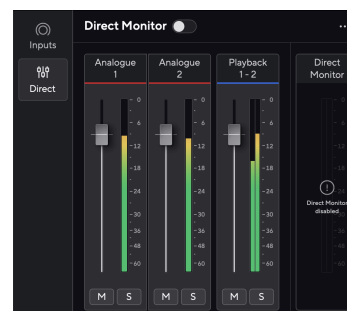 Direct Monitor
Inputs
Direct
Analogue
1
Analogue
2
Playback
1 - 2
Direct
Monitor
0
6
-12
-18
-24
-30
-36
-48
-60
0
6
-12
-18
-24
-30
-36
-48
-60
0
6
-12
-18
-24
-30
-36
-48
-60
Direct Monitor
disabled
M S
M S
M S